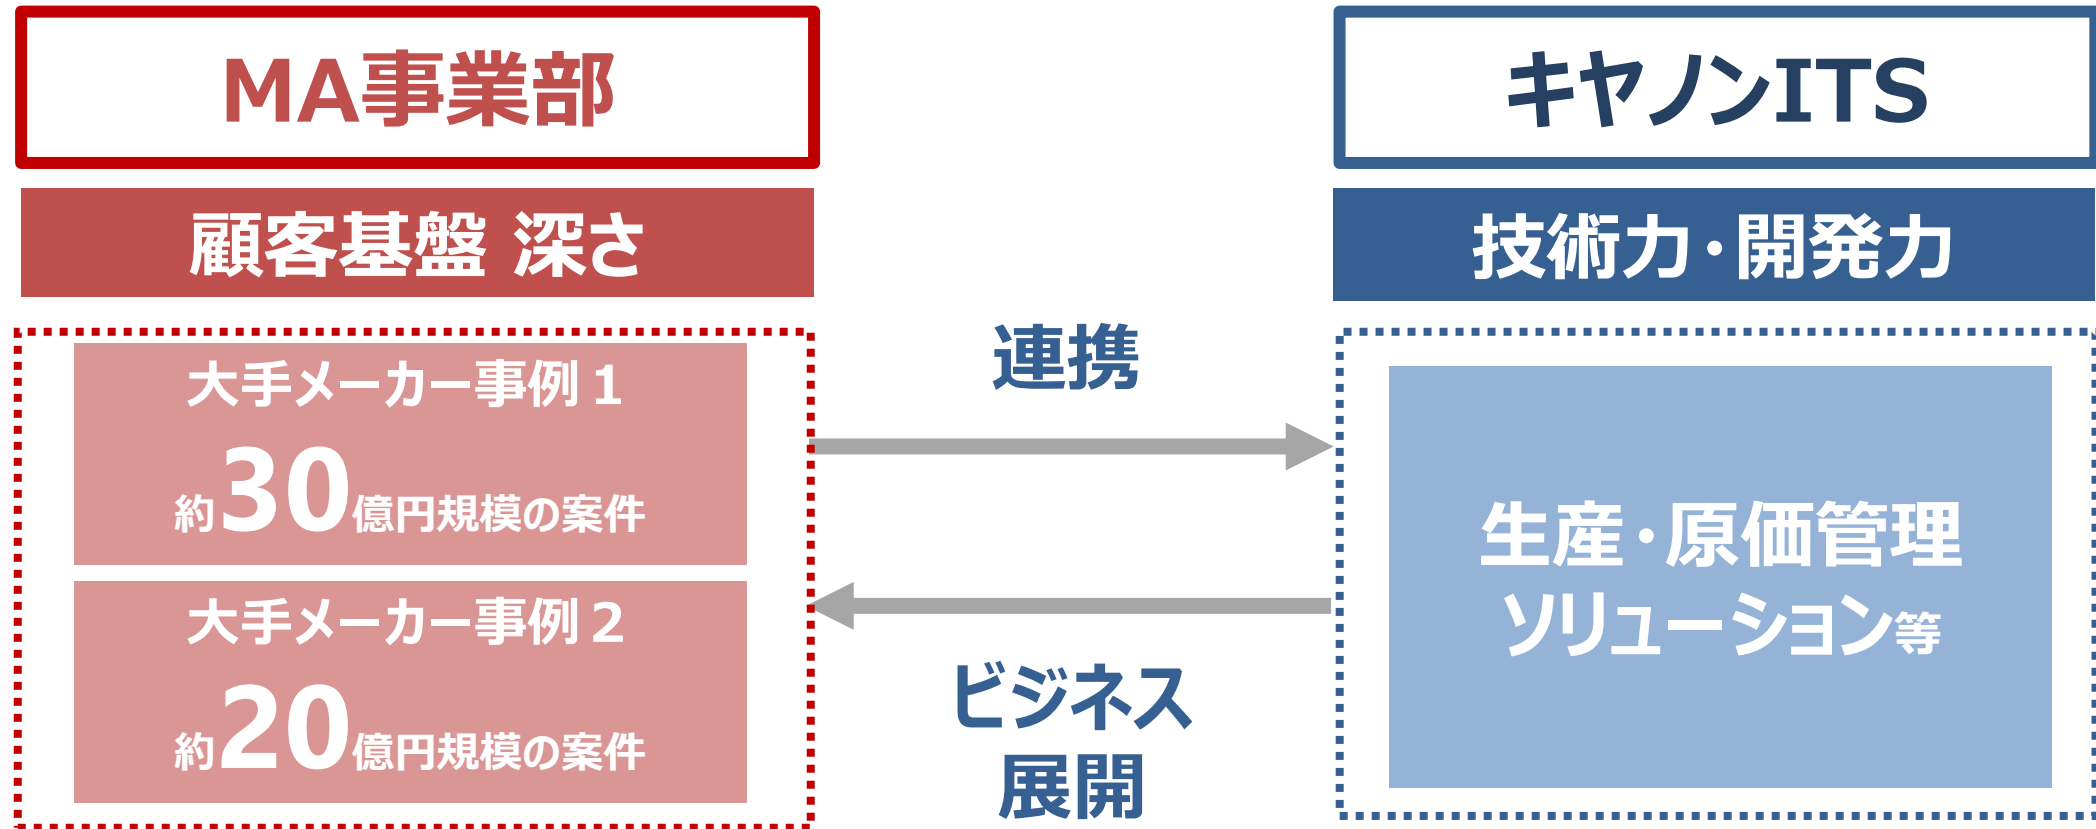 MA事業部
顧客基盤 深さ
大手メーカー事例１
約30億円規模の案件
大手メーカー事例２
約20億円規模の案件
連携
ビジネス
展開
キヤノンITS
技術力・開発力
生産・原価管理
ソリューション等